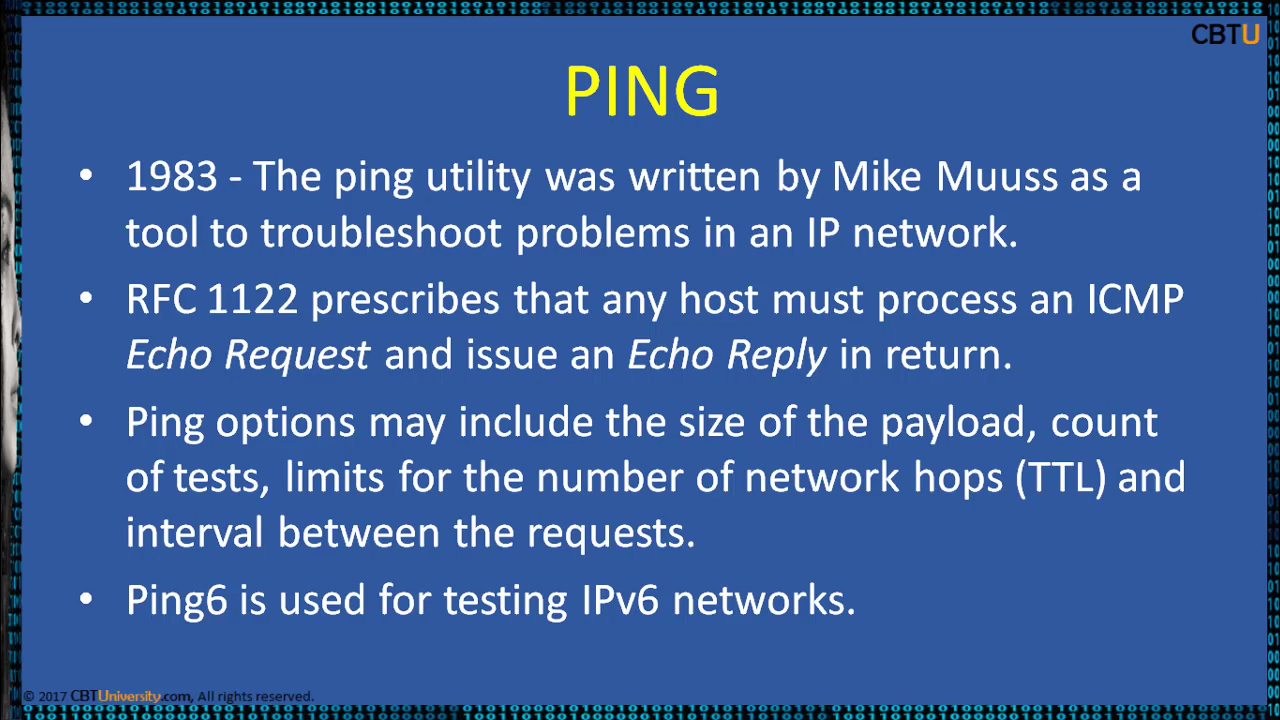 CBTU
PING
• 1983 - The ping utility was written by Mike Muuss as a
tool to troubleshoot problems in an IP network.
• RFC 1122 prescribes that any host must process an ICMP
Echo Request and issue an Echo Reply in return.
• Ping options may include the size of the payload, count
of tests, limits for the number of network hops (TTL) and
interval between the requests.
• Ping6 is used for testing IPv6 networks.
© 2017 CBTUniversity.com, All rights reserved.